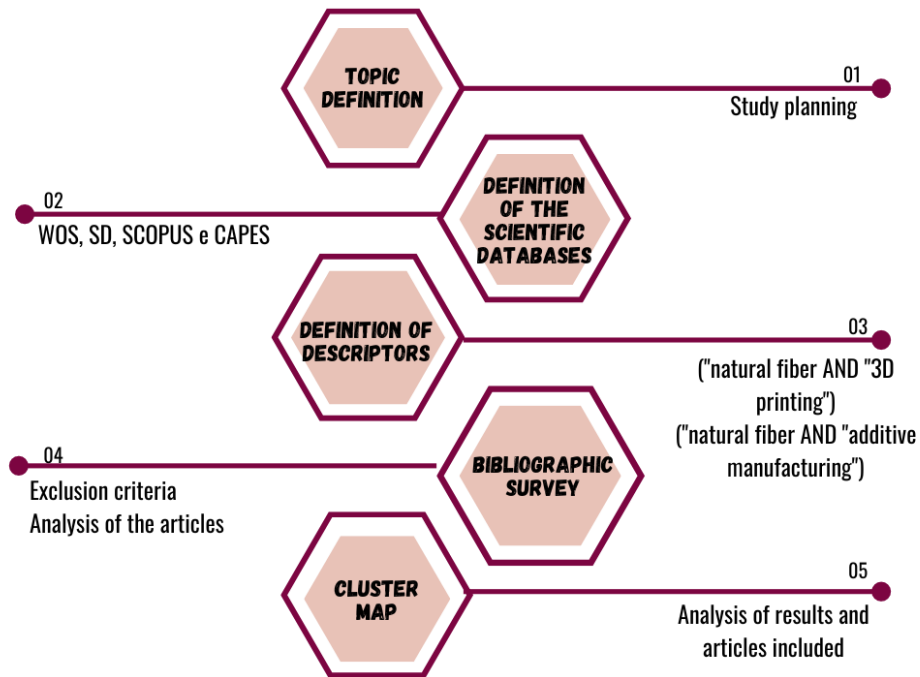 TOPIC
DEFINITION
01
Study planning
02
WOS, SD, SCOPUS e CAPES
DEFINITION
OF THE
SCIENTIFIC
DATABASES
DEFINITION OF
DESCRIPTORS
03
("natural fiber AND "3D
printing")
("natural fiber AND "additive
manufacturing")
04
Exclusion criteria
Analysis of the articles
BIBLIOGRAPHIC
SURVEY
CLUSTER
MAP
05
Analysis of results and
articles included